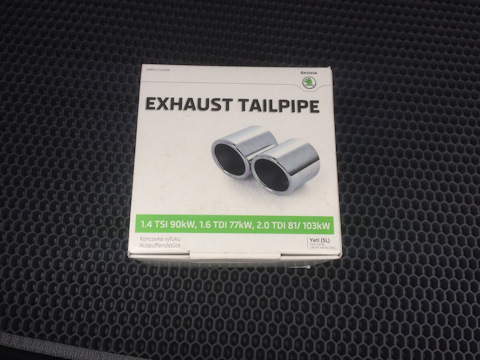 ŠKODA
EXHAUST TAILPIPE
1.4 TSI 90kW, 1.6 TDI 77kW, 2.0 TDI 81/ 103kW
Koncovka výfuku
Auspuffendstück
Yeti (5L)